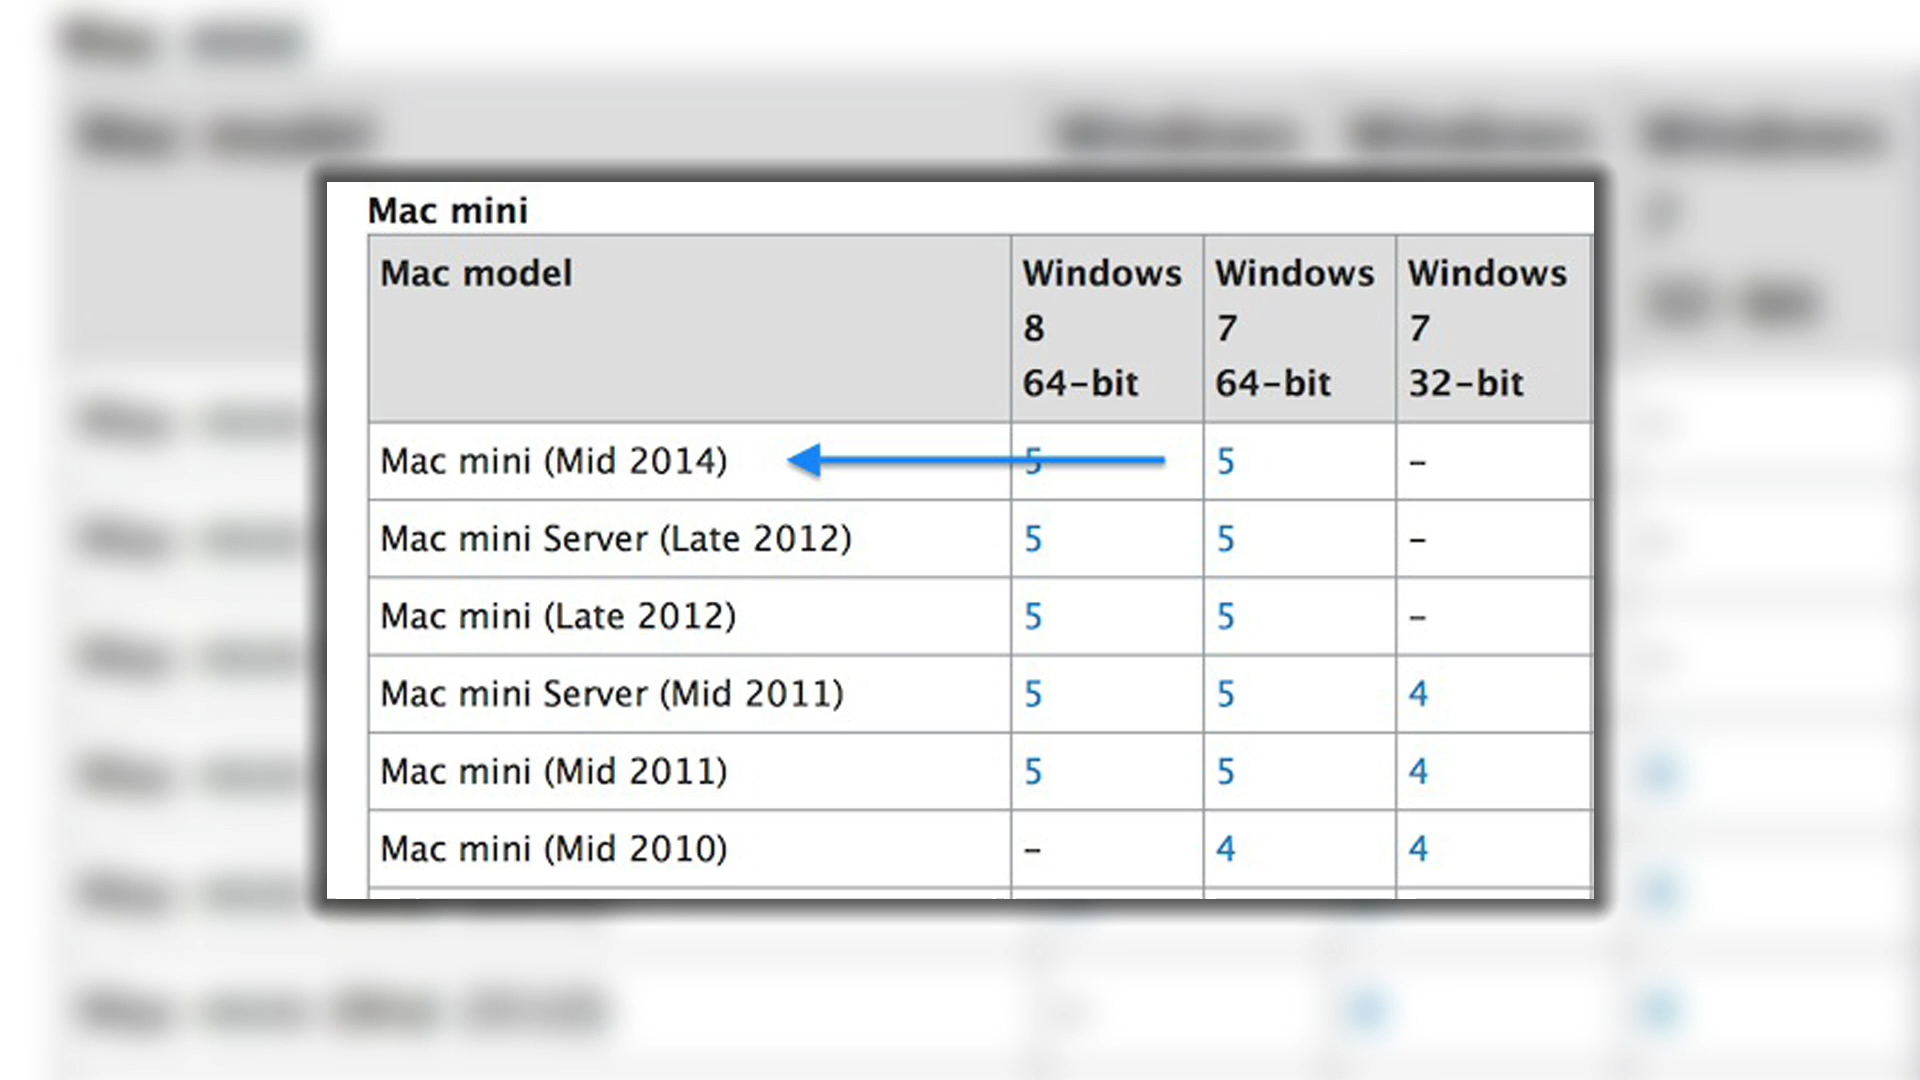 Mac mini
Mac model Windows 8 64-bit Windows 7 64-bit Windows 7 32-bit
Mac mini (Mid 2014) 5 5 –
Mac mini Server (Late 2012) 5 5 –
Mac mini (Late 2012) 5 5 –
Mac mini Server (Mid 2011) 5 5 4
Mac mini (Mid 2011) 5 5 4
Mac mini (Mid 2010) – 4 4